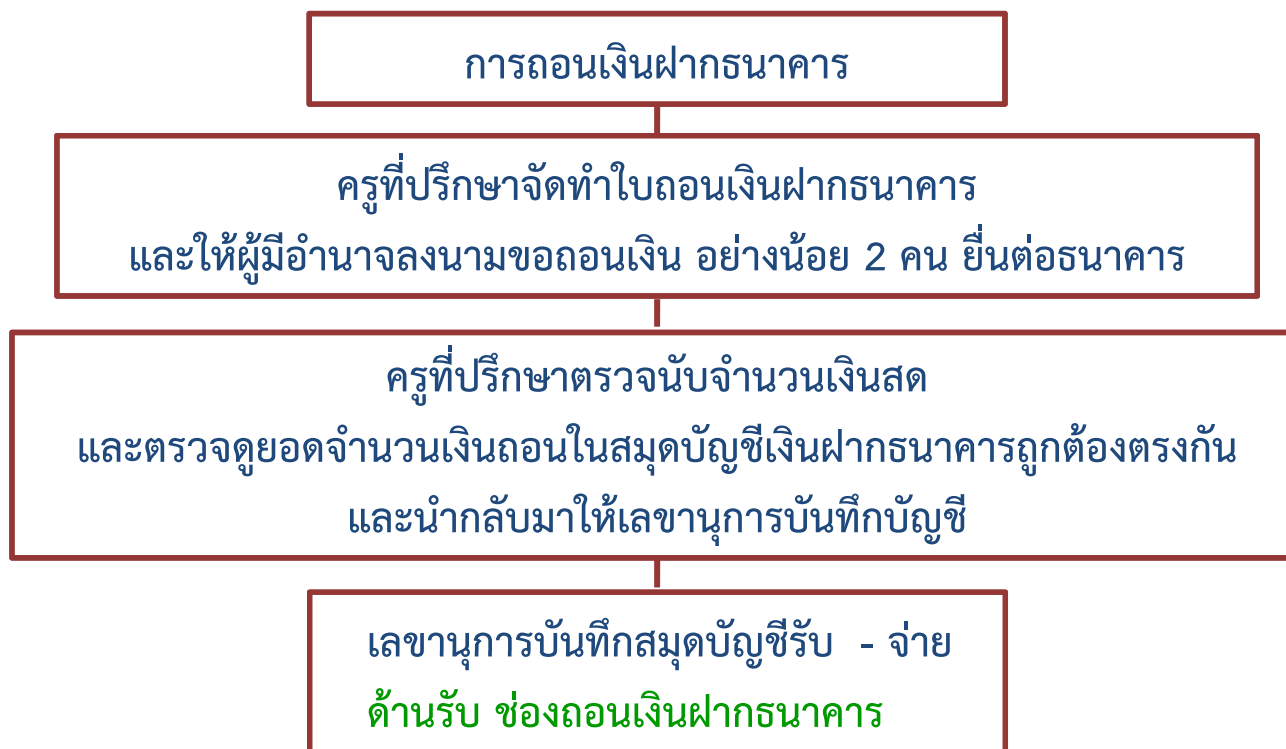 การถอนเงินฝากธนาคาร
ครูที่ปรึกษาจัดทำใบถอนเงินฝากธนาคาร
และให้ผู้มีอำนาจลงนามขอถอนเงิน อย่างน้อย 2 คน ยื่นต่อธนาคาร
ครูที่ปรึกษาตรวจนับจำนวนเงินสด
และตรวจดูยอดจำนวนเงินถอนในสมุดบัญชีเงินฝากธนาคารถูกต้องตรงกัน
และนำกลับมาให้เลขานุการบันทึกบัญชี
เลขานุการบันทึกสมุดบัญชีรับ - จ่าย
ด้านรับ ช่องถอนเงินฝากธนาคาร